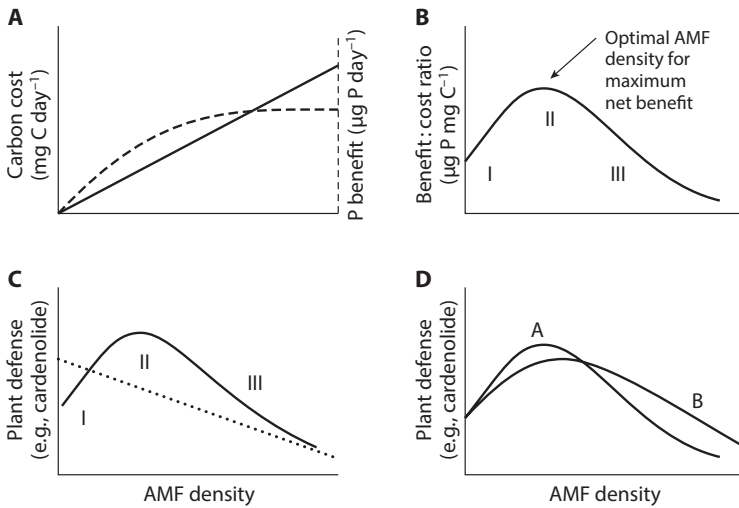 A
Carbon cost
(mg C day⁻¹)
P benefit (µg P day⁻¹)
B
Benefit: cost ratio
(µg P mg C⁻¹)
Optimal AMF
density for
maximum
net benefit
I
II
III
C
Plant defense
(e.g., cardenolide)
I
II
III
AMF density
D
Plant defense
(e.g., cardenolide)
A
B
AMF density